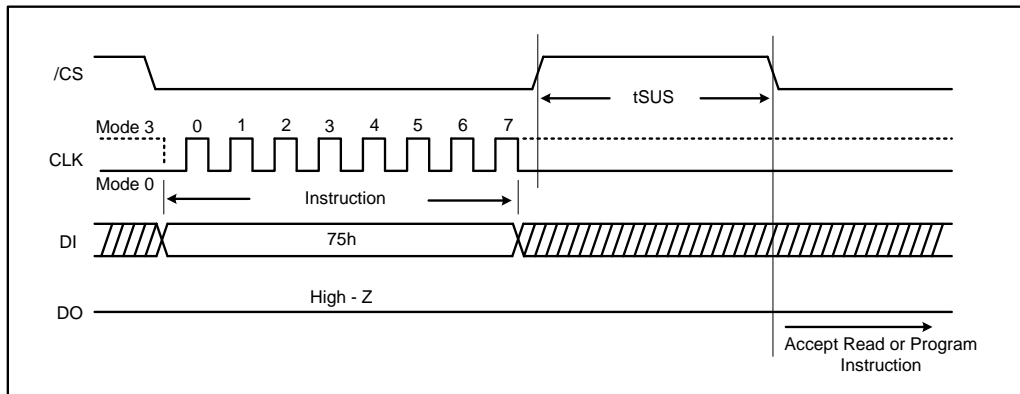 /CS
tSUS
Mode 3
0 1 2 3 4 5 6 7
CLK
Mode 0
Instruction
DI
75h
High - Z
DO
Accept Read or Program
Instruction